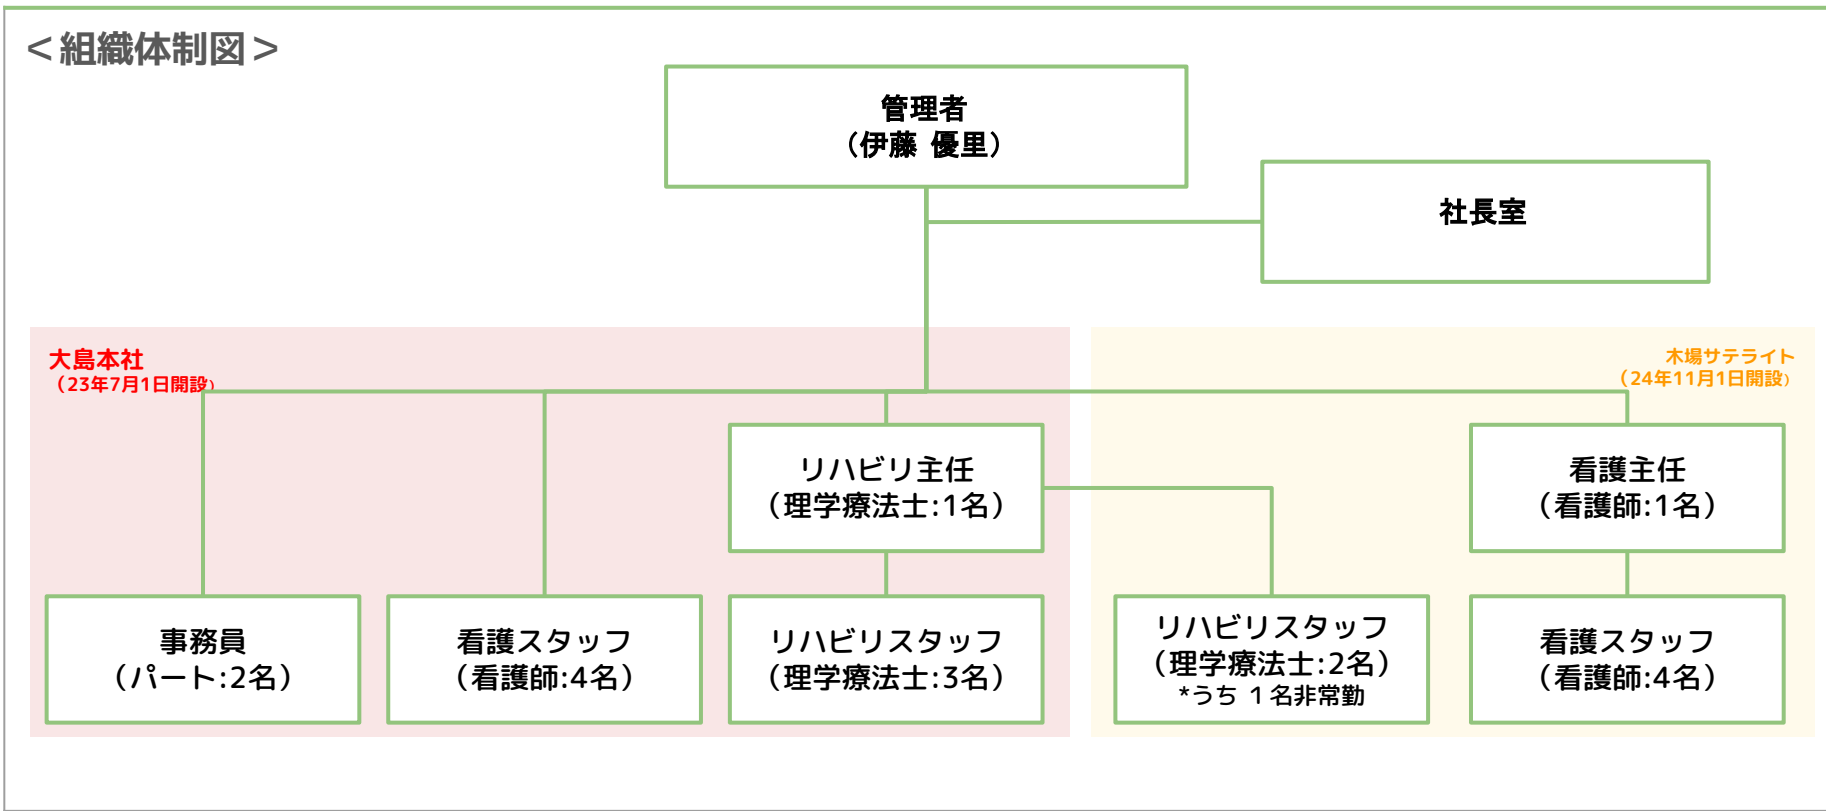 ＜組織体制図＞
管理者
（伊藤 優里）
社長室
大島本社
（23年7月1日開設）
木場サテライト
（24年11月1日開設）
リハビリ主任
（理学療法士:1名）
看護主任
（看護師:1名）
事務員
（パート:2名）
看護スタッフ
（看護師:4名）
リハビリスタッフ
（理学療法士:3名）
リハビリスタッフ
（理学療法士:2名）
*うち １名非常勤
看護スタッフ
（看護師:4名）